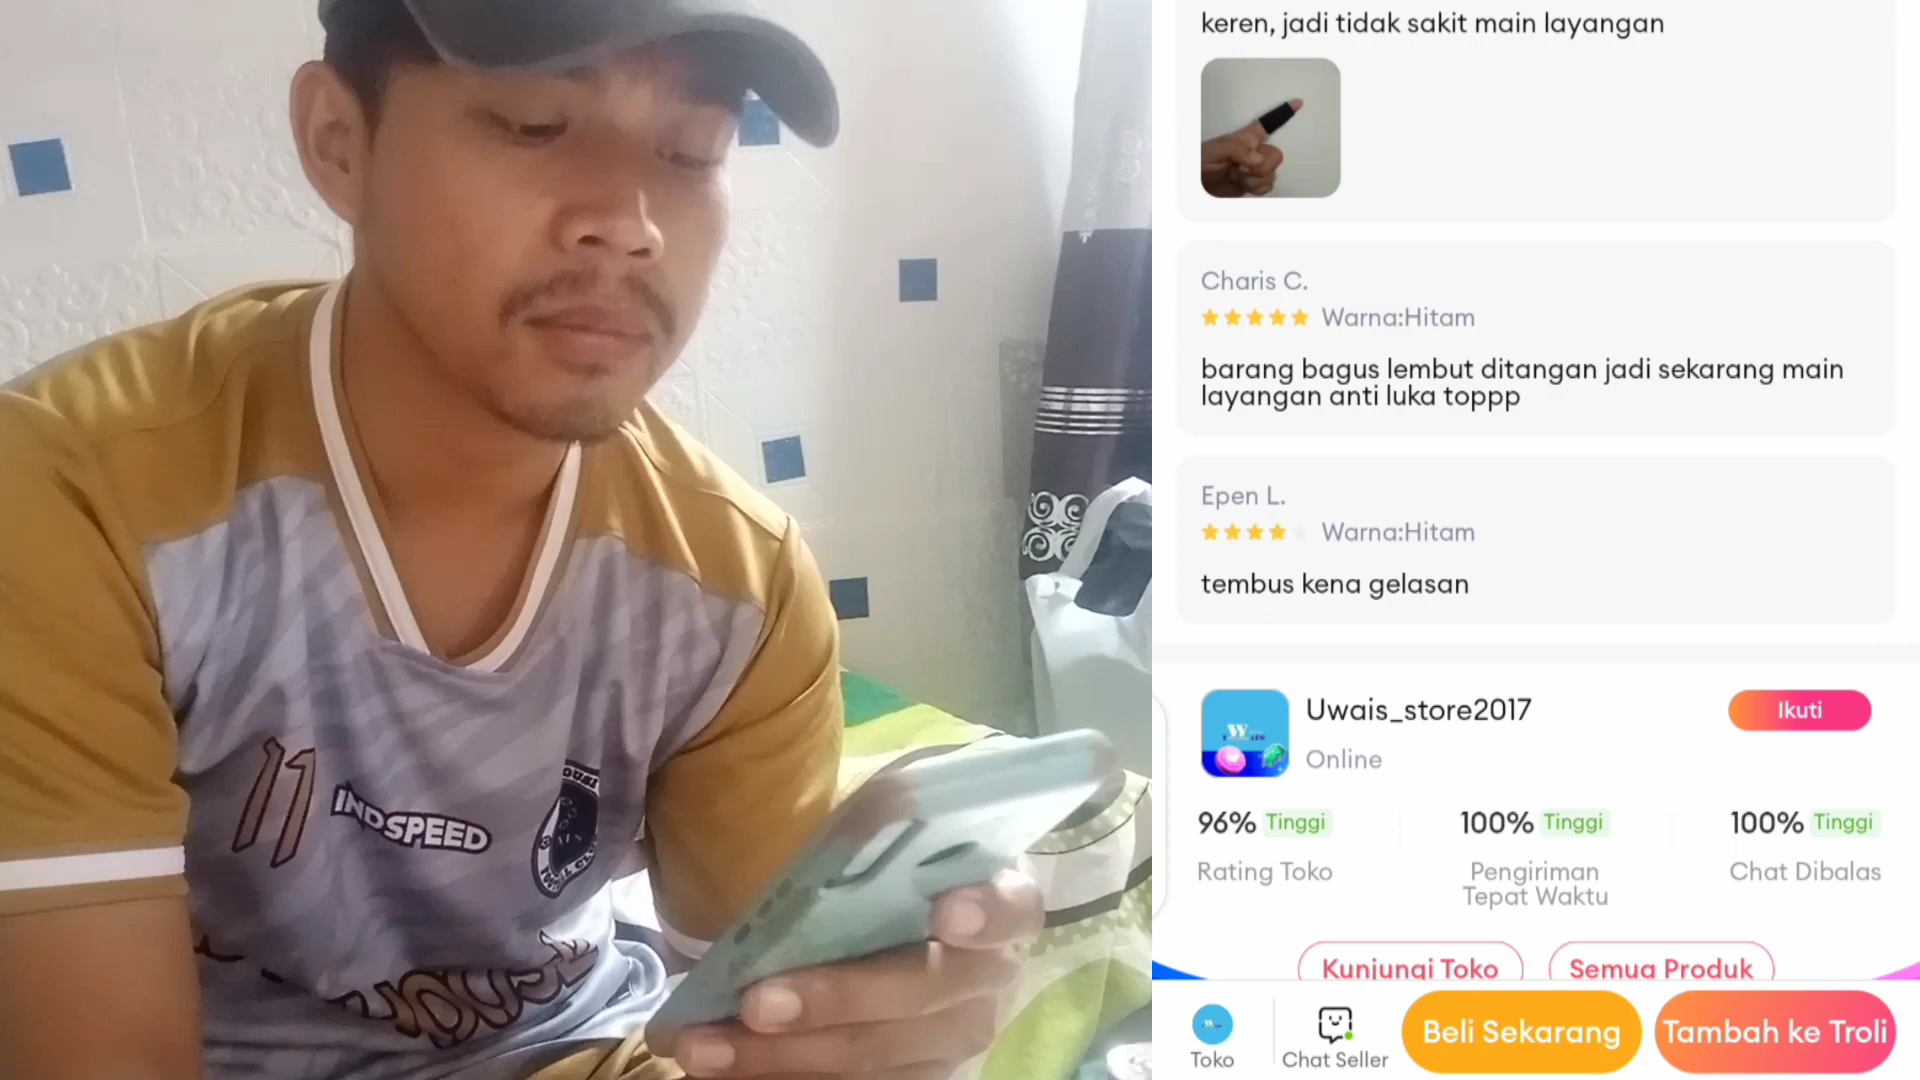 11
INDSPEED
keren, jadi tidak sakit main layangan
Charis C.
Warna:Hitam
barang bagus lembut ditangan jadi sekarang main
layangan anti luka toppp
Epen L.
Warna:Hitam
tembus kena gelasan
Uwais_store2017
Ikuti
Online
96% Tinggi
100% Tinggi
100% Tinggi
Rating Toko
Pengiriman
Tepat Waktu
Chat Dibalas
Kunjungi Toko
Semua Produk
Toko
Chat Seller
Beli Sekarang
Tambah ke Troli